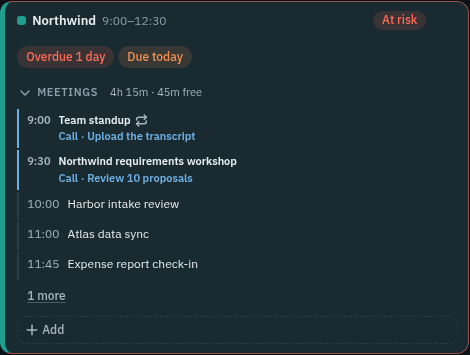 Northwind 9:00–12:30 At risk
Overdue 1 day Due today
MEETINGS 4h 15m · 45m free
9:00 Team standup
Call · Upload the transcript
9:30 Northwind requirements workshop
Call · Review 10 proposals
10:00 Harbor intake review
11:00 Atlas data sync
11:45 Expense report check-in
1 more
+ Add